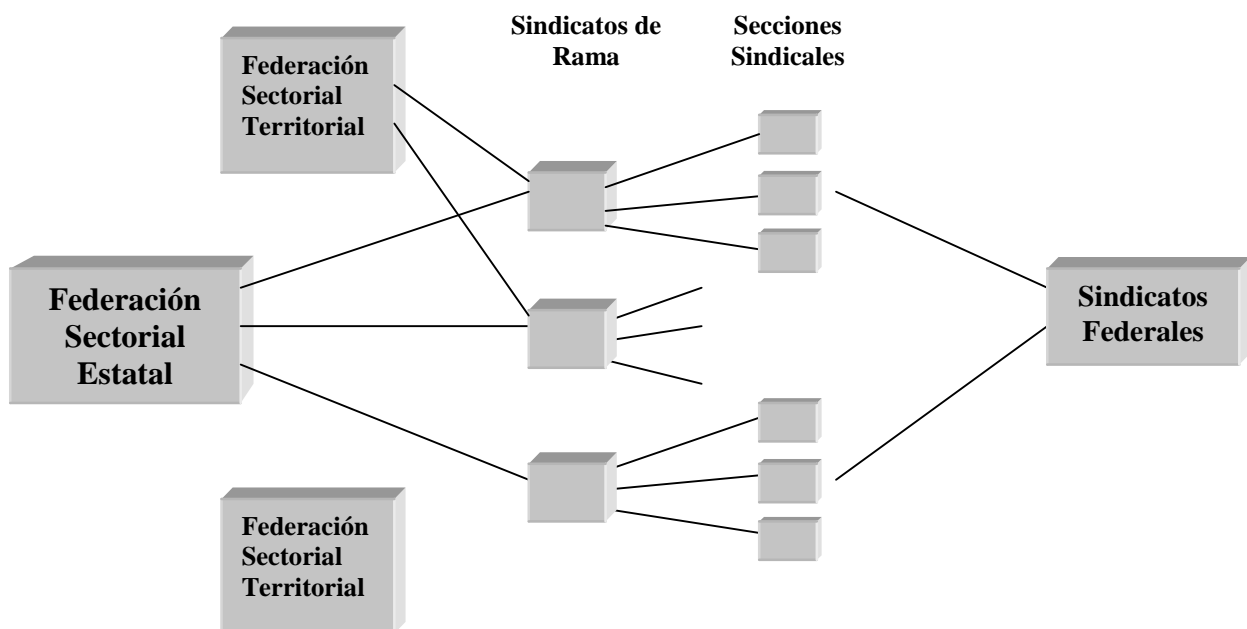 Sindicatos de
Rama
Secciones
Sindicales
Federación
Sectorial
Territorial
Federación
Sectorial
Estatal
Sindicatos
Federales
Federación
Sectorial
Territorial